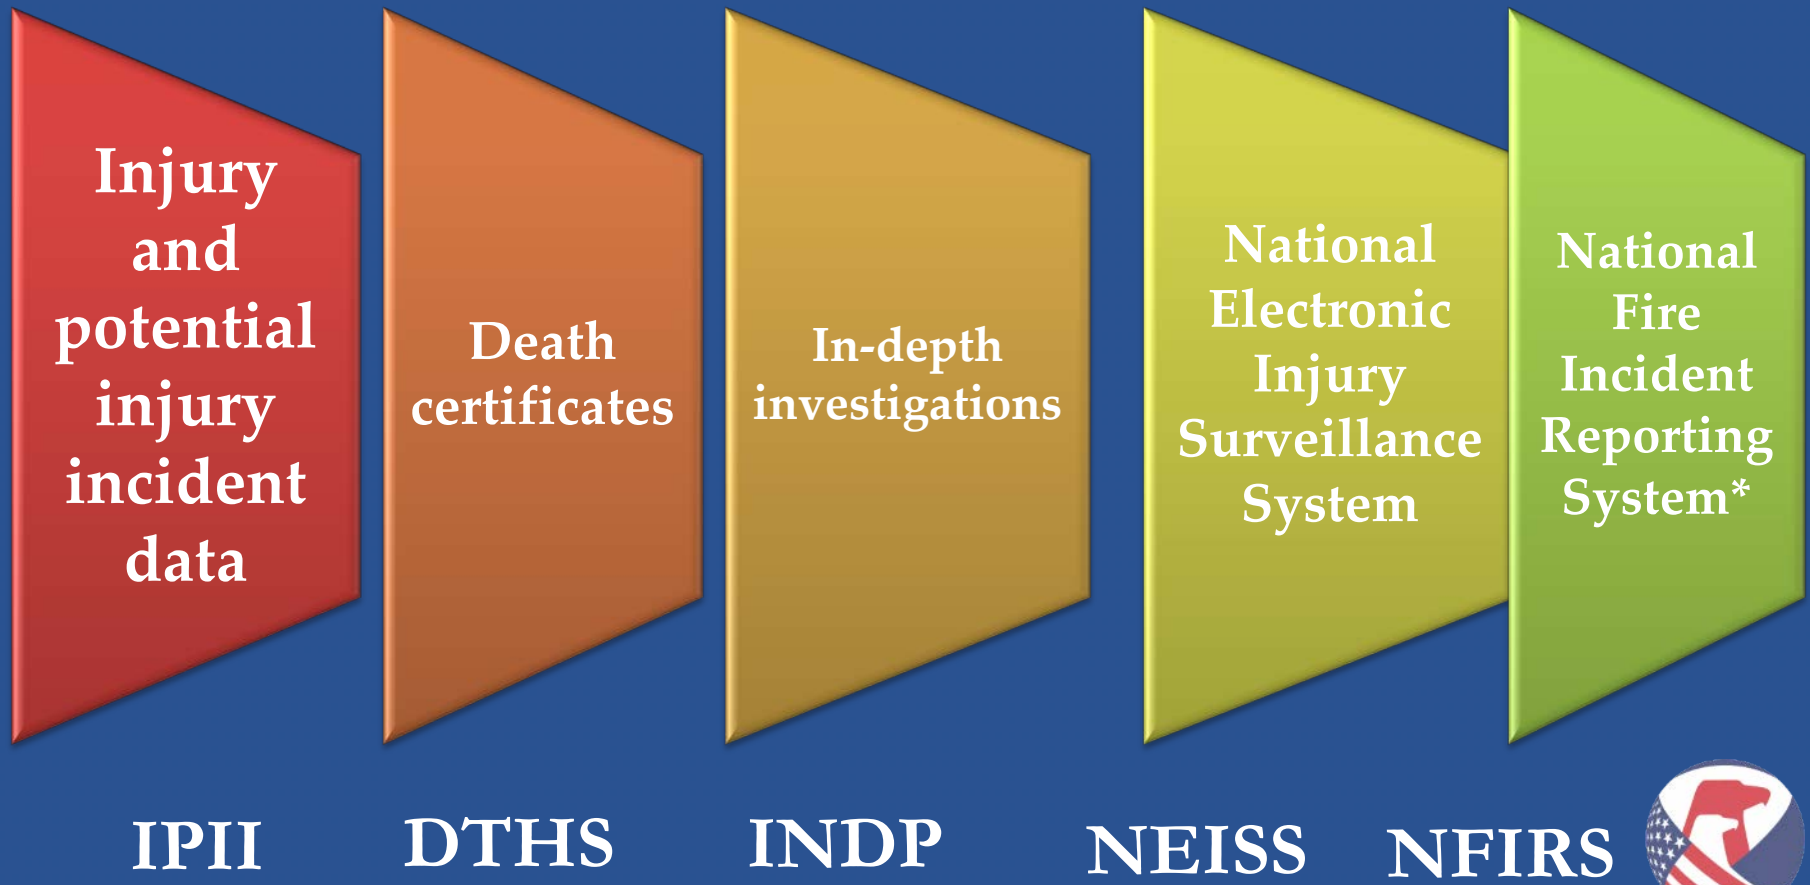 Injury
and
potential
injury
incident
data
Death
certificates
In-depth
investigations
National
Electronic
Injury
Surveillance
System
National
Fire
Incident
Reporting
System*
IPII
DTHS
INDP
NEISS
NFIRS